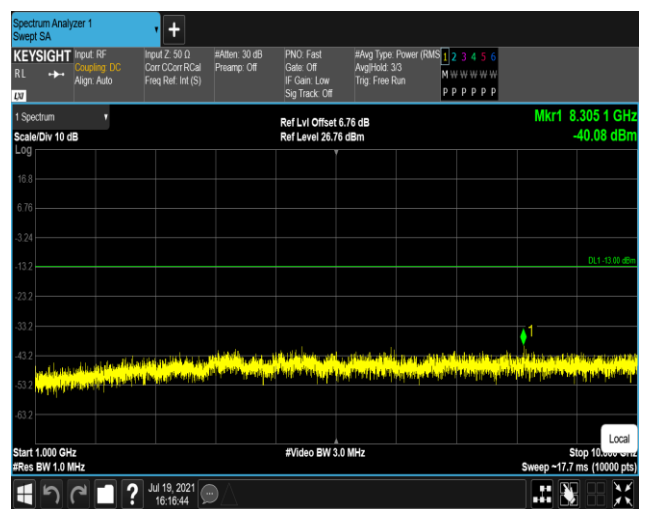 Spectrum Analyzer 1
Swept SA
KEYSIGHT
RL
LXI
Input: RF
Coupling: DC
Align: Auto
Input Z: 50 Ω
Corr CCorr RCal
Freq Ref: Int (S)
#Atten: 30 dB
Preamp: Off
PNO: Fast
Gate: Off
IF Gain: Low
Sig Track: Off
#Avg Type: Power (RMS
Avg|Hold: 3/3
Trig: Free Run
1 2 3 4 5 6
M W W W W W
P P P P P P
1 Spectrum
Scale/Div 10 dB
Ref Lvl Offset 6.76 dB
Ref Level 26.76 dBm
Mkr1 8.305 1 GHz
-40.08 dBm
Log
16.8
6.76
-3.24
-13.2
DL1 -13.00 dBm
-23.2
-33.2
1
-43.2
-53.2
-63.2
Local
Start 1.000 GHz
#Video BW 3.0 MHz
Stop 10.000 GHz
#Res BW 1.0 MHz
Sweep ~17.7 ms (10000 pts)
?
Jul 19, 2021
16:16:44